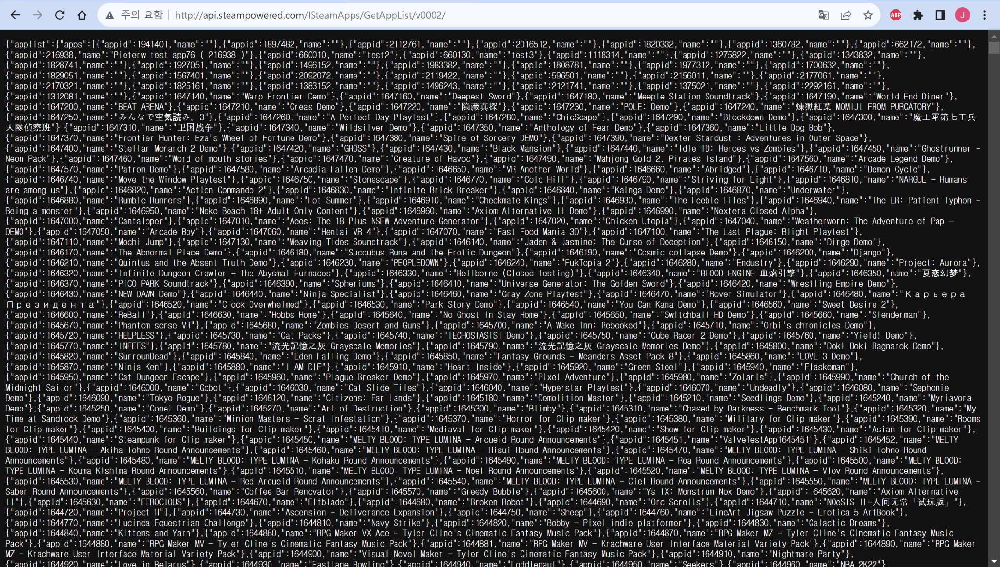 주의 요함 http://api.steampowered.com/ISteamApps/GetAppList/v0002/ ABP J
{"applist":{"apps":[{"appid":1941401,"name":""},{"appid":1897482,"name":""},{"appid":2112761,"name":""},{"appid":2016512,"name":""},{"appid":1820332,"name":""},{"appid":1360782,"name":""},{"appid":662172,"name":""},
{"appid":216938,"name":"Pieterw test app76 ( 216938 )"},{"appid":660010,"name":"test2"},{"appid":660130,"name":"test3"},{"appid":1118314,"name":""},{"appid":1275822,"name":""},{"appid":1343832,"name":""},
{"appid":1828741,"name":""},{"appid":1927051,"name":""},{"appid":1496152,"name":""},{"appid":1983382,"name":""},{"appid":1808781,"name":""},{"appid":1977312,"name":""},{"appid":1700632,"name":""},
{"appid":1829051,"name":""},{"appid":1567401,"name":""},{"appid":2092072,"name":""},{"appid":2119422,"name":""},{"appid":596501,"name":""},{"appid":2156011,"name":""},{"appid":2177061,"name":""},
{"appid":2170321,"name":""},{"appid":1825161,"name":""},{"appid":1383152,"name":""},{"appid":1496243,"name":""},{"appid":2121741,"name":""},{"appid":1375021,"name":""},{"appid":2292161,"name":""},
{"appid":1312081,"name":""},{"appid":1647140,"name":"Warp Frontier Demo"},{"appid":1647160,"name":"Deepest Sword"},{"appid":1647180,"name":"Meeple Station Soundtrack"},{"appid":1647190,"name":"World End Diner"},
{"appid":1647200,"name":"BEAT ARENA"},{"appid":1647210,"name":"Creas Demo"},{"appid":1647220,"name":"隐藏真探"},{"appid":1647230,"name":"POLE: Demo"},{"appid":1647240,"name":"煉獄紅葉 MOMIJI FROM PURGATORY"},
{"appid":1647250,"name":"みんなで空気読み。3"},{"appid":1647260,"name":"A Perfect Day Playtest"},{"appid":1647280,"name":"ChicScape"},{"appid":1647290,"name":"Blockdown Demo"},{"appid":1647300,"name":"魔王軍第七工兵
大隊偵察班"},{"appid":1647310,"name":"卫国战争"},{"appid":1647340,"name":"Wildsilver Demo"},{"appid":1647350,"name":"Anthology of Fear Demo"},{"appid":1647360,"name":"Little Dog Bob"},
{"appid":1647370,"name":"Frontier Hunter: Eza's Wheel of Fortune Demo"},{"appid":1647380,"name":"Spire of Sorcery DEMO"},{"appid":1647390,"name":"Dexter Stardust : Adventures in Outer Space"},
{"appid":1647400,"name":"Stellar Monarch 2 Demo"},{"appid":1647420,"name":"GROSS"},{"appid":1647430,"name":"Black Mansion"},{"appid":1647440,"name":"Idle TD: Heroes vs Zombies"},{"appid":1647450,"name":"Ghostrunner -
Neon Pack"},{"appid":1647460,"name":"Word of mouth stories"},{"appid":1647470,"name":"Creature of Havoc"},{"appid":1647490,"name":"Mahjong Gold 2. Pirates Island"},{"appid":1647560,"name":"Arcade Legend Demo"},
{"appid":1647570,"name":"Patron Demo"},{"appid":1647580,"name":"Arcadia Fallen Demo"},{"appid":1646650,"name":"VR Another World"},{"appid":1646660,"name":"Abridged"},{"appid":1646710,"name":"Demon Cycle"},
{"appid":1646740,"name":"Move the Window Playtest"},{"appid":1646750,"name":"Stonescape"},{"appid":1646770,"name":"Cold Hill"},{"appid":1646790,"name":"Striving for Light"},{"appid":1646810,"name":"NARGUL - Humans
are among us"},{"appid":1646820,"name":"Action Commando 2"},{"appid":1646830,"name":"Infinite Brick Breaker"},{"appid":1646840,"name":"Kainga Demo"},{"appid":1646870,"name":"Underwater"},
{"appid":1646880,"name":"Rumble Runners"},{"appid":1646890,"name":"Hot Summer"},{"appid":1646910,"name":"Checkmate Kings"},{"appid":1646930,"name":"The Feeble Files"},{"appid":1646940,"name":"The ER: Patient Typhon -
Being a monster"},{"appid":1646950,"name":"Neko Beach 18+ Adult Only Content"},{"appid":1646960,"name":"Axiom Alternative II Demo"},{"appid":1646990,"name":"Nextera Closed Alpha"},
{"appid":1647000,"name":"Cantaloper"},{"appid":1647010,"name":"Aeos: The 18 Plus NSFW Adventure Generator"},{"appid":1647020,"name":"Chicken Utopia"},{"appid":1647040,"name":"Weatherworn: The Adventure of Pap -
DEMO"},{"appid":1647050,"name":"Arcade Boy"},{"appid":1647060,"name":"Hentai VR 4"},{"appid":1647070,"name":"Fast Food Mania 3D"},{"appid":1647100,"name":"The Last Plague: Blight Playtest"},
{"appid":1647110,"name":"Mochi Jump"},{"appid":1647130,"name":"Weaving Tides Soundtrack"},{"appid":1646140,"name":"Jaden & Jasmine: The Curse of Deception"},{"appid":1646150,"name":"Dirge Demo"},
{"appid":1646170,"name":"The Abnormal Place Demo"},{"appid":1646180,"name":"Succubus Runa and the Erotic Dungeon"},{"appid":1646190,"name":"Cosmic collapse Demo"},{"appid":1646200,"name":"Django"},
{"appid":1646210,"name":"Quintus and the Absent Truth Demo"},{"appid":1646230,"name":"PEOPLEDOWN"},{"appid":1646240,"name":"FukTopia 2"},{"appid":1646280,"name":"Endustry"},{"appid":1646290,"name":"Project: Aurora"},
{"appid":1646320,"name":"Infinite Dungeon Crawler - The Abysmal Furnaces"},{"appid":1646330,"name":"Hellborne (Closed Testing)"},{"appid":1646340,"name":"BLOOD ENGINE 血焰引擎"},{"appid":1646350,"name":"夏恋幻梦"},
{"appid":1646370,"name":"PICO PARK Soundtrack"},{"appid":1646390,"name":"Spheriums"},{"appid":1646410,"name":"Universe Generator: The Golden Sword"},{"appid":1646420,"name":"Wrestling Empire Demo"},
{"appid":1646430,"name":"NEW DAWN Demo"},{"appid":1646440,"name":"Ninja Specialist"},{"appid":1646460,"name":"Gray Zone Playtest"},{"appid":1646470,"name":"Rover Simulator"},{"appid":1646480,"name":"Карьера
Президента"},{"appid":1646520,"name":"Clock Overwhelmed"},{"appid":1646530,"name":"Park Story Demo"},{"appid":1646540,"name":"You Can Kana Demo"},{"appid":1646560,"name":"Sweet Desire 2"},
{"appid":1646600,"name":"ReBall"},{"appid":1646630,"name":"Hobbs Home"},{"appid":1645640,"name":"No Ghost in Stay Home"},{"appid":1645650,"name":"Switchball HD Demo"},{"appid":1645660,"name":"Slenderman"},
{"appid":1645670,"name":"Phantom sense VR"},{"appid":1645680,"name":"Zombies Desert and Guns"},{"appid":1645700,"name":"A Wake Inn: Rebooked"},{"appid":1645710,"name":"Orbi's chronicles Demo"},
{"appid":1645720,"name":"HELPLESS"},{"appid":1645730,"name":"Cat Packs"},{"appid":1645740,"name":"[ECHOSTASIS] Demo"},{"appid":1645750,"name":"Cube Racer 2 Demo"},{"appid":1645760,"name":"Yield! Demo"},
{"appid":1645770,"name":"INFEES"},{"appid":1645780,"name":"流光記憶之灰 Grayscale Memories"},{"appid":1645790,"name":"流光記憶之灰 Grayscale Memories Demo"},{"appid":1645800,"name":"Doki Doki Ragnarok Demo"},
{"appid":1645820,"name":"SurrounDead"},{"appid":1645840,"name":"Eden Falling Demo"},{"appid":1645850,"name":"Fantasy Grounds - Meanders Asset Pack 8"},{"appid":1645860,"name":"LOVE 3 Demo"},
{"appid":1645870,"name":"Ninja Ken"},{"appid":1645880,"name":"I AM DIE"},{"appid":1645910,"name":"Heart Inside"},{"appid":1645920,"name":"Green Steel"},{"appid":1645940,"name":"Flaskoman"},
{"appid":1645950,"name":"Cat Dungeon Escape"},{"appid":1645960,"name":"Plague Breaker Demo"},{"appid":1645970,"name":"Pixel Adventure"},{"appid":1645980,"name":"Zolaris"},{"appid":1645990,"name":"Church of the
Midnight Sailor"},{"appid":1646000,"name":"Gobot"},{"appid":1646030,"name":"Cat Slide Tiles"},{"appid":1646040,"name":"Hyperstar Playtest"},{"appid":1646070,"name":"Undeadly"},{"appid":1646080,"name":"Sephonie
Demo"},{"appid":1646090,"name":"Tokyo Rogue"},{"appid":1646120,"name":"Citizens: Far Lands"},{"appid":1645180,"name":"Demolition Master"},{"appid":1645210,"name":"Seedlings Demo"},{"appid":1645240,"name":"Myriavora
Demo"},{"appid":1645250,"name":"Conet Demo"},{"appid":1645270,"name":"Art of Destruction"},{"appid":1645300,"name":"Blimby"},{"appid":1645310,"name":"Chased by Darkness - Benchmark Tool"},{"appid":1645320,"name":"My
Time at Sandrock Demo"},{"appid":1645360,"name":"Minion Masters - Scrat Infestation"},{"appid":1645370,"name":"Horror for Clip maker"},{"appid":1645380,"name":"Military for Clip maker"},{"appid":1645390,"name":"Rooms
for Clip maker"},{"appid":1645400,"name":"Buildings for Clip maker"},{"appid":1645410,"name":"Mediaval for Clip maker"},{"appid":1645420,"name":"Show for Clip maker"},{"appid":1645430,"name":"Asian for Clip maker"},
{"appid":1645440,"name":"Steampunk for Clip maker"},{"appid":1645450,"name":"MELTY BLOOD: TYPE LUMINA - Arcueid Round Announcements"},{"appid":1645451,"name":"ValveTestApp1645451"},{"appid":1645452,"name":"MELTY
BLOOD: TYPE LUMINA - Akiha Tohno Round Announcements"},{"appid":1645460,"name":"MELTY BLOOD: TYPE LUMINA - Hisui Round Announcements"},{"appid":1645470,"name":"MELTY BLOOD: TYPE LUMINA - Shiki Tohno Round
Announcements"},{"appid":1645480,"name":"MELTY BLOOD: TYPE LUMINA - Kohaku Round Announcements"},{"appid":1645490,"name":"MELTY BLOOD: TYPE LUMINA - Roa Round Announcements"},{"appid":1645500,"name":"MELTY BLOOD:
TYPE LUMINA - Kouma Kishima Round Announcements"},{"appid":1645510,"name":"MELTY BLOOD: TYPE LUMINA - Noel Round Announcements"},{"appid":1645520,"name":"MELTY BLOOD: TYPE LUMINA - Vlov Round Announcements"},
{"appid":1645530,"name":"MELTY BLOOD: TYPE LUMINA - Red Arcueid Round Announcements"},{"appid":1645540,"name":"MELTY BLOOD: TYPE LUMINA - Ciel Round Announcements"},{"appid":1645550,"name":"MELTY BLOOD: TYPE LUMINA -
Saber Round Announcements"},{"appid":1645560,"name":"Coffee Bar Renovator"},{"appid":1645570,"name":"Greedy Bubble"},{"appid":1645600,"name":"Ys IX: Monstrum Nox Demo"},{"appid":1645620,"name":"Axiom Alternative
II"},{"appid":1645630,"name":"FEROCIOUS"},{"appid":1644670,"name":"Elfblade"},{"appid":1644680,"name":"Broken Robot"},{"appid":1644690,"name":"Orc Scrolls"},{"appid":1644710,"name":"NOeSIS II-人间无常「试玩版」"},
{"appid":1644720,"name":"Project H"},{"appid":1644730,"name":"Ascension - Deliverance Expansion"},{"appid":1644750,"name":"Sheep"},{"appid":1644760,"name":"LineArt Jigsaw Puzzle - Erotica 5 ArtBook"},
{"appid":1644770,"name":"Lucinda Equestrian Challenge"},{"appid":1644810,"name":"Navy Strike"},{"appid":1644820,"name":"Bobby - Pixel indie platformer"},{"appid":1644830,"name":"Galactic Dreams"},
{"appid":1644840,"name":"Kittens and Yarn"},{"appid":1644860,"name":"RPG Maker VX Ace - Tyler Cline's Cinematic Fantasy Music Pack"},{"appid":1644870,"name":"RPG Maker MZ - Tyler Cline's Cinematic Fantasy Music
Pack"},{"appid":1644880,"name":"RPG Maker MV - Tyler Cline's Cinematic Fantasy Music Pack"},{"appid":1644881,"name":"RPG Maker MV - Krachware User Interface Material Variety Pack"},{"appid":1644890,"name":"RPG Maker
MZ - Krachware User Interface Material Variety Pack"},{"appid":1644900,"name":"Visual Novel Maker - Tyler Cline's Cinematic Fantasy Music Pack"},{"appid":1644910,"name":"Nightmare Party"},
{"appid":1644920,"name":"Love in Belarus"},{"appid":1644930,"name":"Fastlane Bowling"},{"appid":1644940,"name":"Loddlenaut"},{"appid":1644950,"name":"Seekers"},{"appid":1644960,"name":"NBA 2K22"},